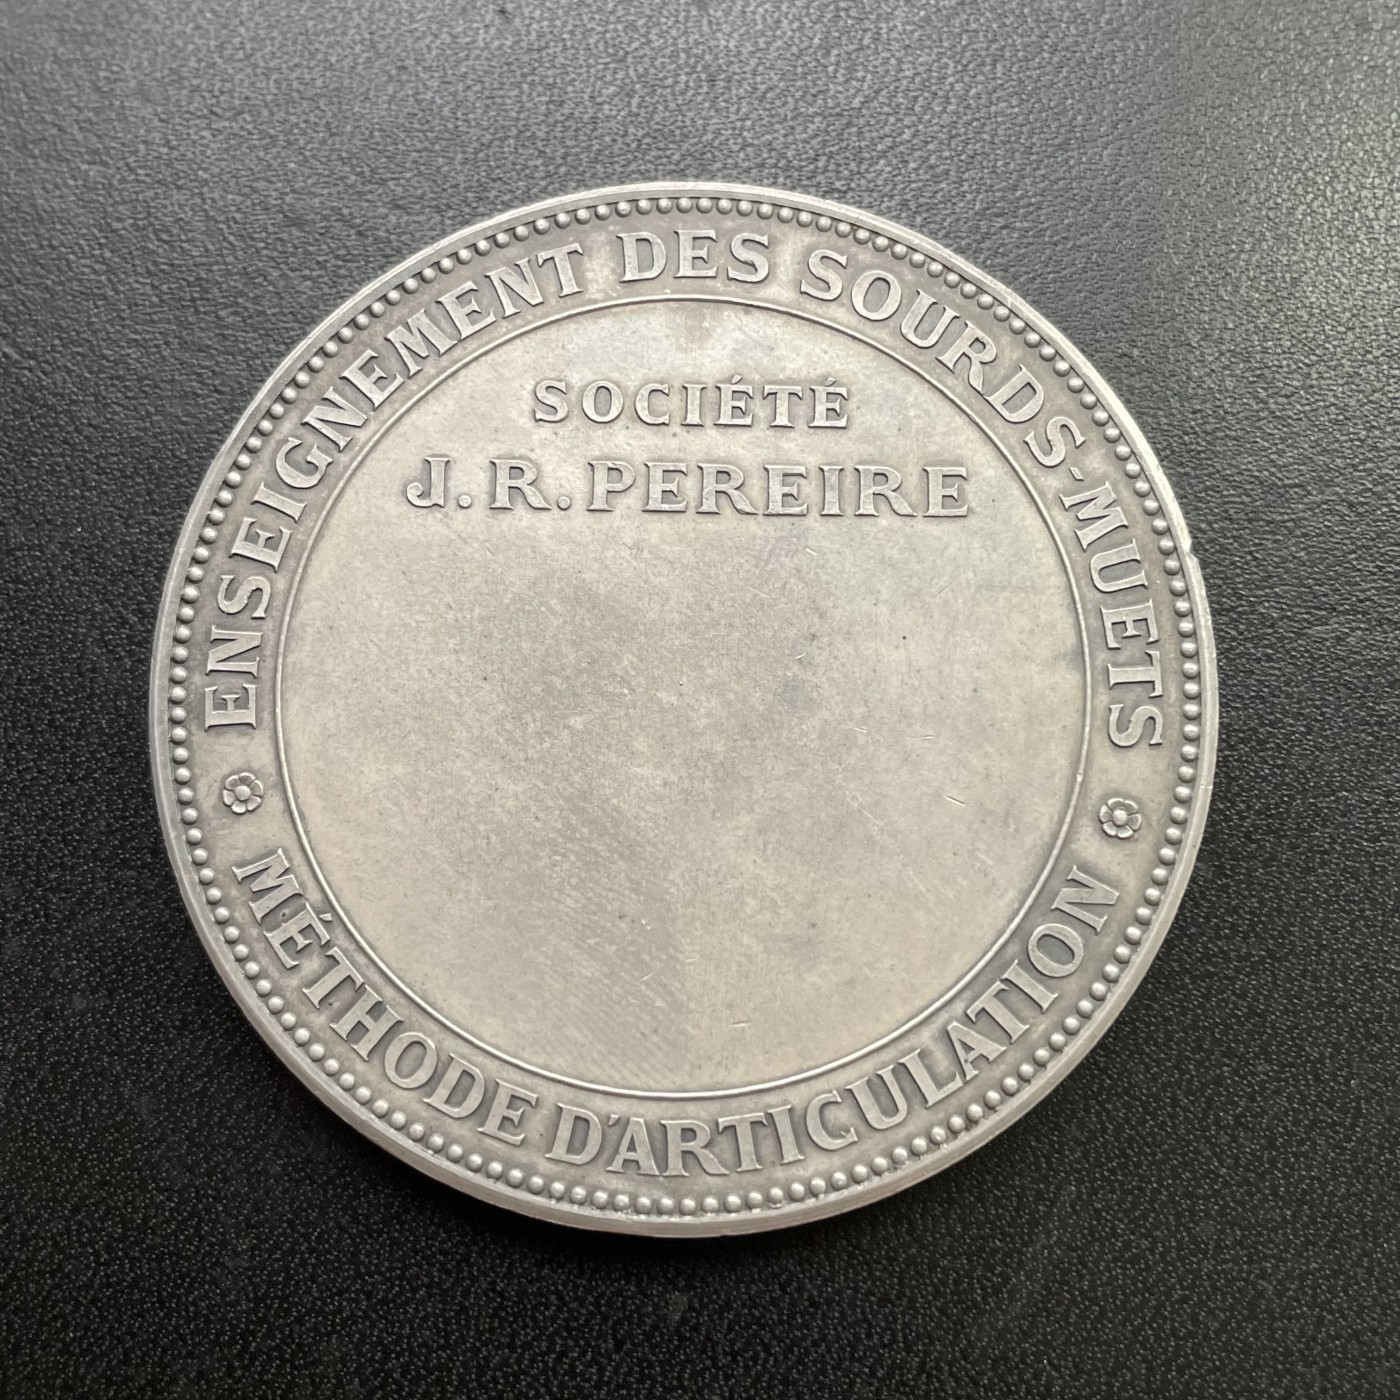 ENSEIGNEMENT DES SOURDS-MUETS
SOCIÉTÉ
J. R. PEREIRE
MÉTHODE D'ARTICULATION